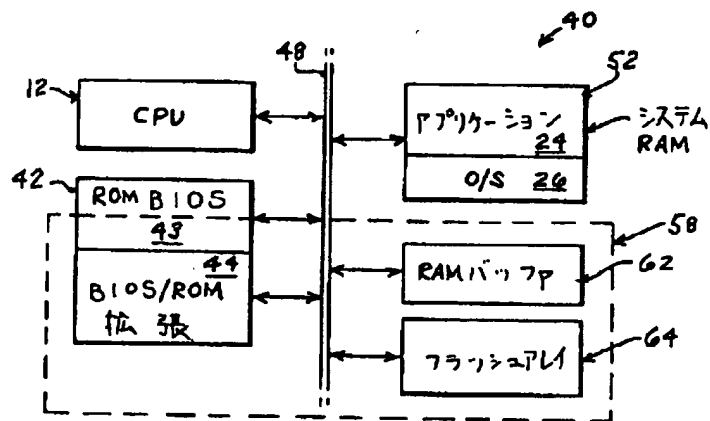 40
48
52
12
CPU
アプリケーション
24
システム
RAM
O/S 26
42
ROM BIOS
43
58
44
BIOS/ROM
拡張
RAMバッファ
62
フラッシュアレイ
64